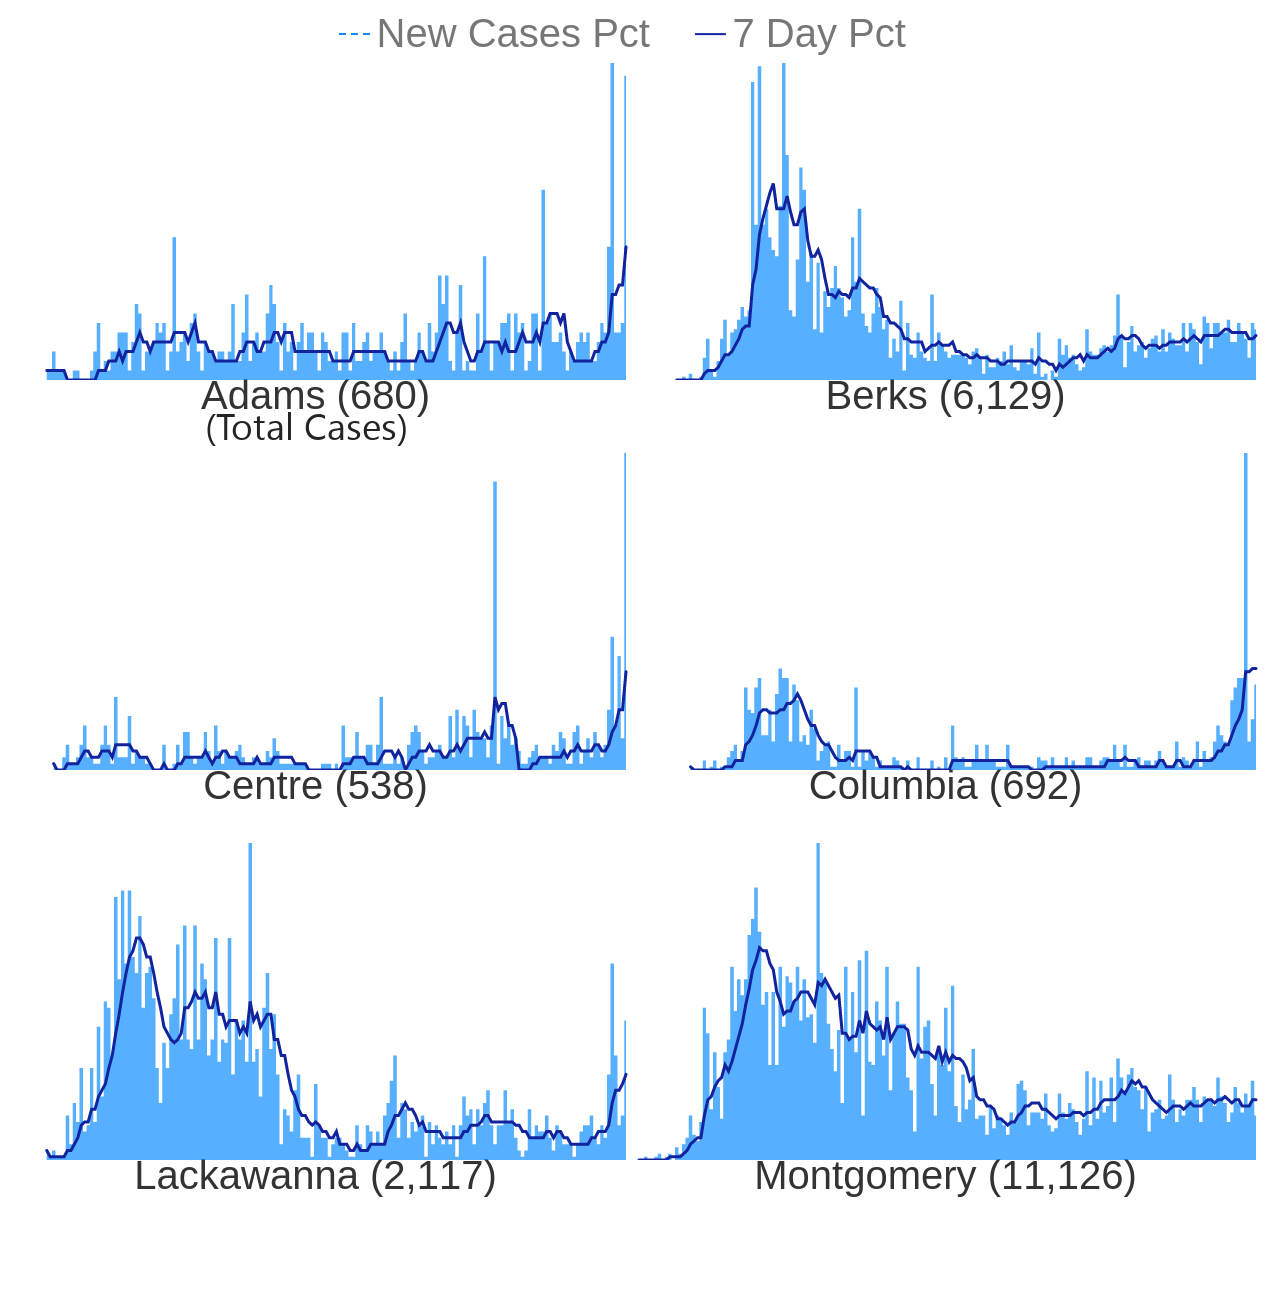 New Cases Pct 7 Day Pct
Adams (680) Berks (6,129)
(Total Cases)
Centre (538) Columbia (692)
Lackawanna (2,117) Montgomery (11,126)